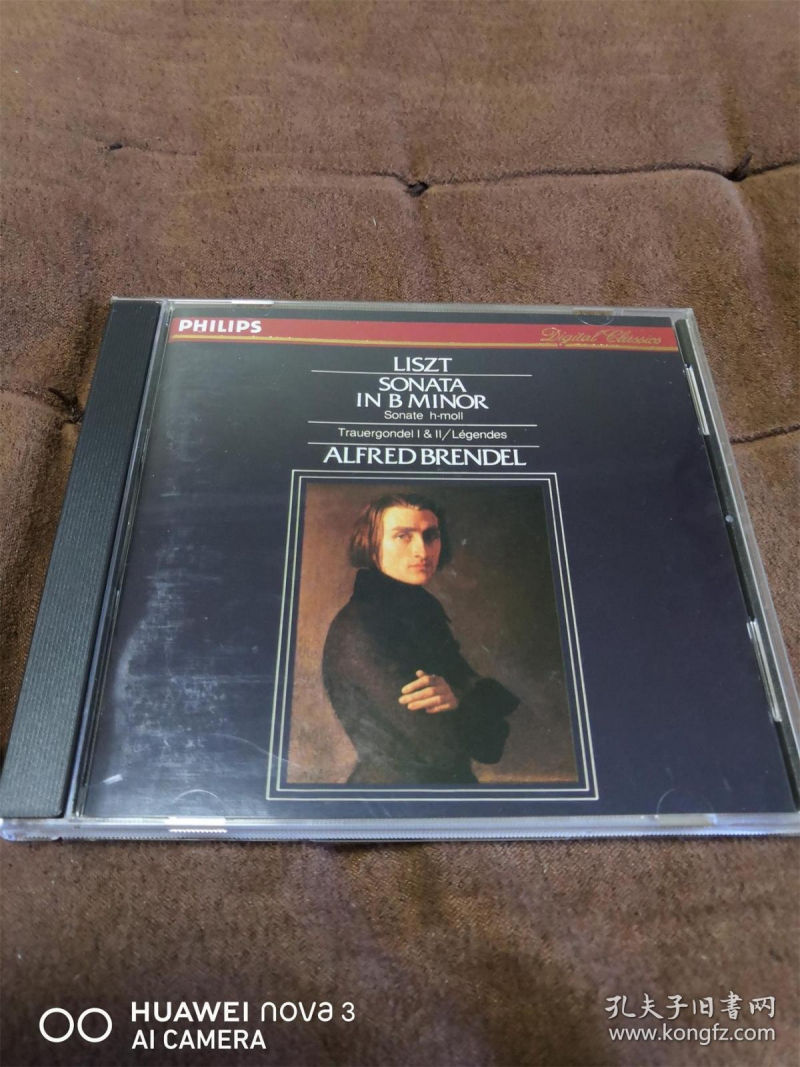 PHILIPS
Digital Classics
LISZT
SONATA
IN B MINOR
Sonate h-moll
Trauergondel I & II/Légendes
ALFRED BRENDEL
HUAWEI nova 3
AI CAMERA
孔夫子旧书网
www.kongfz.com